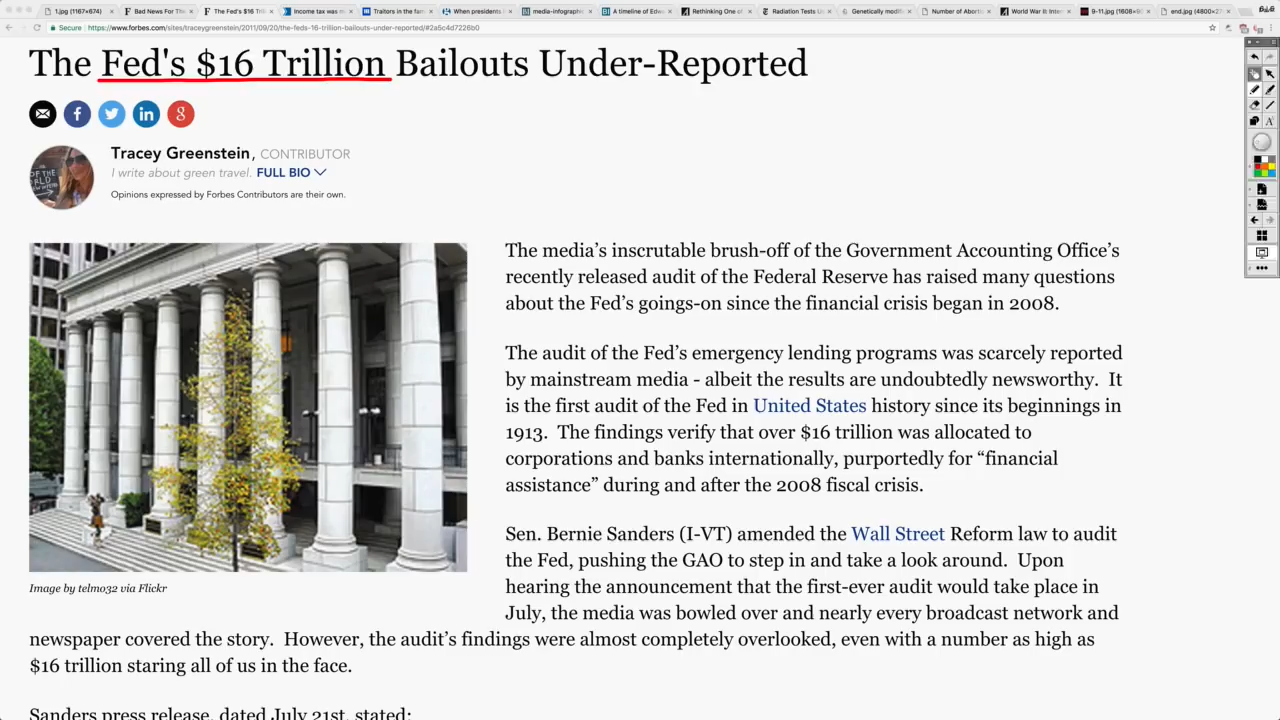 1.jpg (1167×674)
Bad News For The
The Fed's $16 Tri
Income tax was m
Traitors in the fam
When presidents
media-infographic
A timeline of Edw
Rethinking One of
Radiation Tests U
Genetically modifi
Number of Abortio
World War II: Inter
9-11.jpg (1608×90
end.jpg (4800×2
Secure
https://www.forbes.com/sites/traceygreenstein/2011/09/20/the-feds-16-trillion-bailouts-under-reported/#2a5c4d7226b0
The Fed's $16 Trillion Bailouts Under-Reported
Tracey Greenstein, CONTRIBUTOR
I write about green travel. FULL BIO
Opinions expressed by Forbes Contributors are their own.
The media's inscrutable brush-off of the Government Accounting Office's
recently released audit of the Federal Reserve has raised many questions
about the Fed's goings-on since the financial crisis began in 2008.
The audit of the Fed's emergency lending programs was scarcely reported
by mainstream media - albeit the results are undoubtedly newsworthy. It
is the first audit of the Fed in United States history since its beginnings in
1913. The findings verify that over $16 trillion was allocated to
corporations and banks internationally, purportedly for “financial
assistance” during and after the 2008 fiscal crisis.
Sen. Bernie Sanders (I-VT) amended the Wall Street Reform law to audit
the Fed, pushing the GAO to step in and take a look around. Upon
hearing the announcement that the first-ever audit would take place in
July, the media was bowled over and nearly every broadcast network and
newspaper covered the story. However, the audit's findings were almost completely overlooked, even with a number as high as
$16 trillion staring all of us in the face.
Image by telmo32 via Flickr
Sanders press release, dated July 21st, stated: